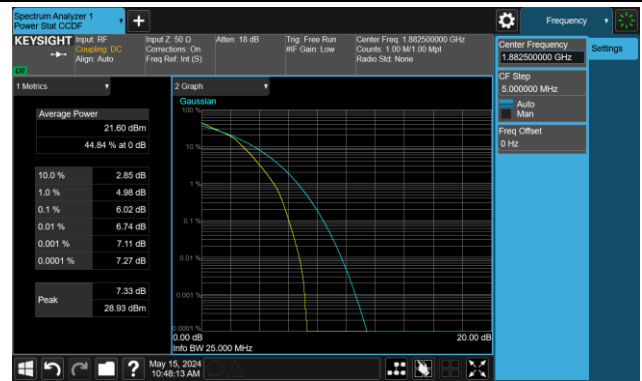 Spectrum Analyzer 1
Power Stat CCDF
Frequency
KEYSIGHT
Input: RF
Coupling: DC
Align: Auto
Input Z: 50 Ω
Corrections: On
Freq Ref: Int (S)
Atten: 18 dB
Trig: Free Run
#IF Gain: Low
Center Freq: 1.882500000 GHz
Counts: 1.00 M/1.00 Mpt
Radio Std: None
LW
Center Frequency
1.882500000 GHz
Settings
CF Step
5.000000 MHz
Auto
Man
Freq Offset
0 Hz
1 Metrics
Average Power
21.60 dBm
44.84 % at 0 dB
10.0 % 2.85 dB
1.0 % 4.98 dB
0.1 % 6.02 dB
0.01 % 6.74 dB
0.001 % 7.11 dB
0.0001 % 7.27 dB
Peak
7.33 dB
28.93 dBm
2 Graph
Gaussian
100 %
10 %
1 %
0.1 %
0.01 %
0.001 %
0.0001 %
0.00 dB 20.00 dB
Info BW 25.000 MHz
?
May 15, 2024
10:48:13 AM